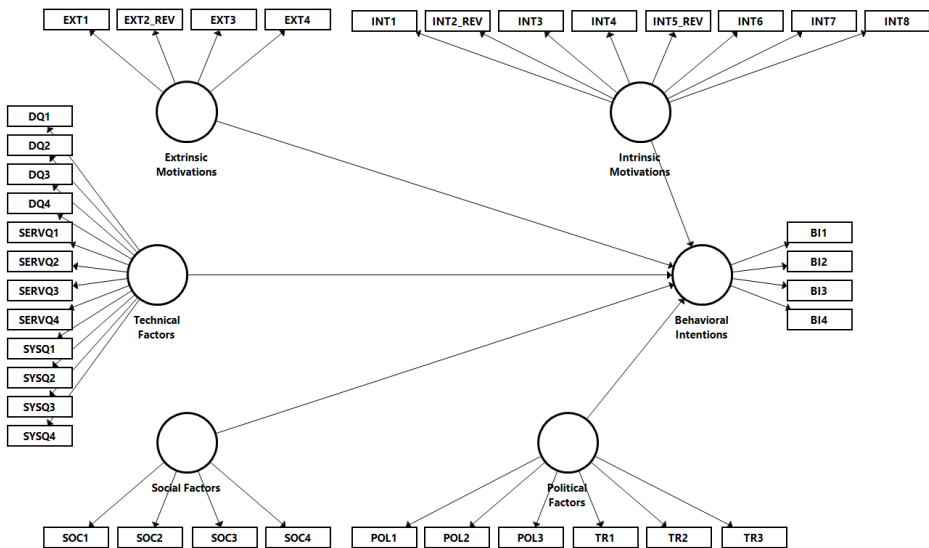 EXT1 EXT2_REV EXT3 EXT4 INT1 INT2_REV INT3 INT4 INT5_REV INT6 INT7 INT8
Extrinsic
Motivations
Intrinsic
Motivations
DQ1
DQ2
DQ3
DQ4
SERVQ1
SERVQ2
SERVQ3
SERVQ4
SYSQ1
SYSQ2
SYSQ3
SYSQ4
Technical
Factors
Behavioral
Intentions
BI1
BI2
BI3
BI4
Social Factors
Political
Factors
SOC1 SOC2 SOC3 SOC4 POL1 POL2 POL3 TR1 TR2 TR3